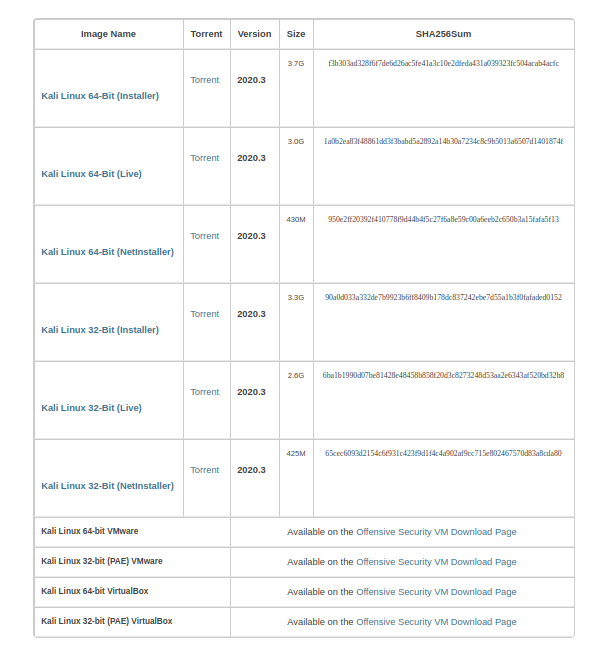 Image Name Torrent Version Size SHA256Sum
Kali Linux 64-Bit (Installer) Torrent 2020.3 3.7G f3b303ad328f6f7de6d26ac5fe41a3c10e2dfeda431a039323fc504acab4acfc
Kali Linux 64-Bit (Live) Torrent 2020.3 3.0G 1a0b2ea83f48861dd3f3babd5a2892a14b30a7234c8c9b5013a6507d1401874f
Kali Linux 64-Bit (NetInstaller) Torrent 2020.3 430M 950e2ff20392f410778f9d44b4f5c27f6a8e59c00a6eeb2c650b3a15fafa5f13
Kali Linux 32-Bit (Installer) Torrent 2020.3 3.3G 90a0d033a332de7b9923b6ff8409b178dc837242ebe7d55a1b3f0fafaded0152
Kali Linux 32-Bit (Live) Torrent 2020.3 2.6G 6ba1b1990d07be81428e48458b858f20d3c8273248d53aa2e6343af520bd32b8
Kali Linux 32-Bit (NetInstaller) Torrent 2020.3 425M 65cec6093d2154c6f931c423f9d1f4c4a902af9cc715e802467570d83a8cda80
Kali Linux 64-bit VMware Available on the Offensive Security VM Download Page
Kali Linux 32-bit (PAE) VMware Available on the Offensive Security VM Download Page
Kali Linux 64-bit VirtualBox Available on the Offensive Security VM Download Page
Kali Linux 32-bit (PAE) VirtualBox Available on the Offensive Security VM Download Page